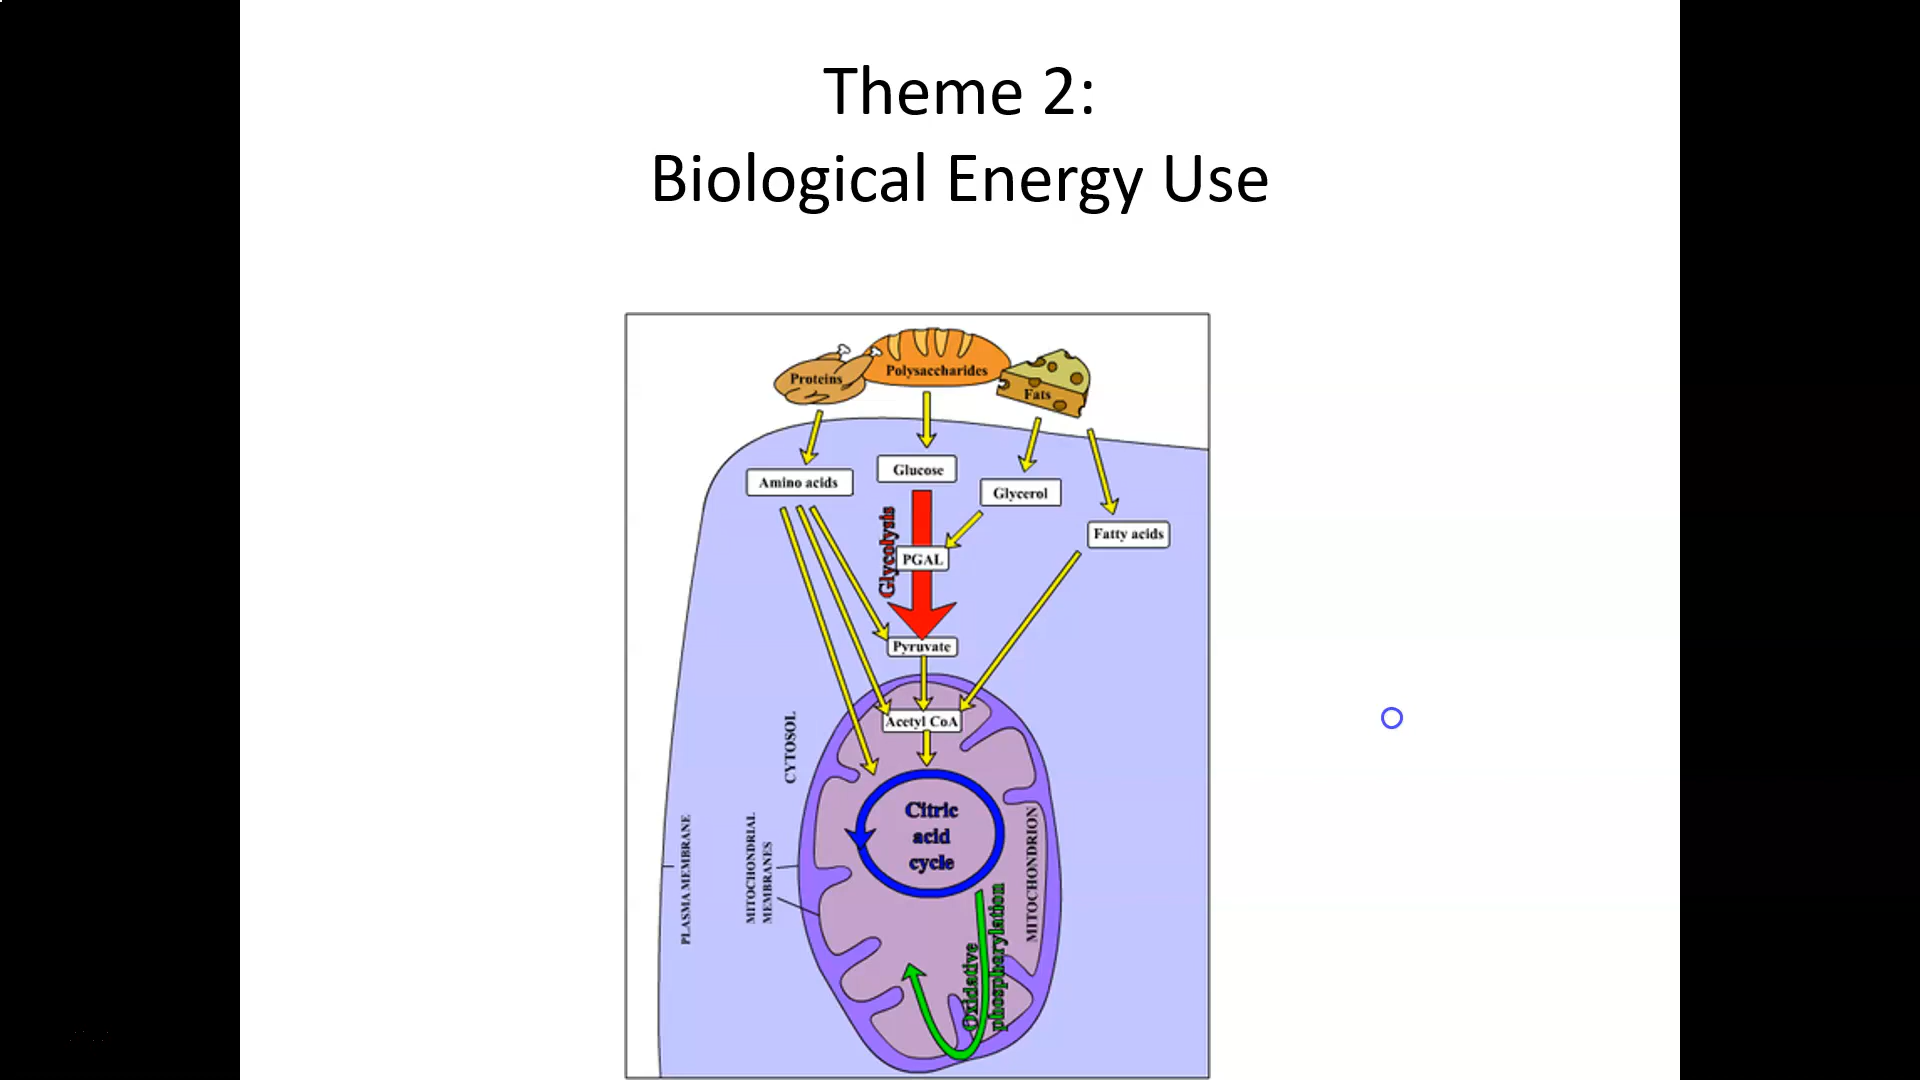 Theme 2:
Biological Energy Use
Proteins
Polysaccharides
Fats
Amino acids
Glucose
Glycerol
Fatty acids
Glycolysis
PGAL
Pyruvate
Acetyl CoA
CYTOSOL
Citric
acid
cycle
PLASMA MEMBRANE
MITOCHONDRIAL
MEMBRANES
MITOCHONDRION
Oxidative
phosphorylation